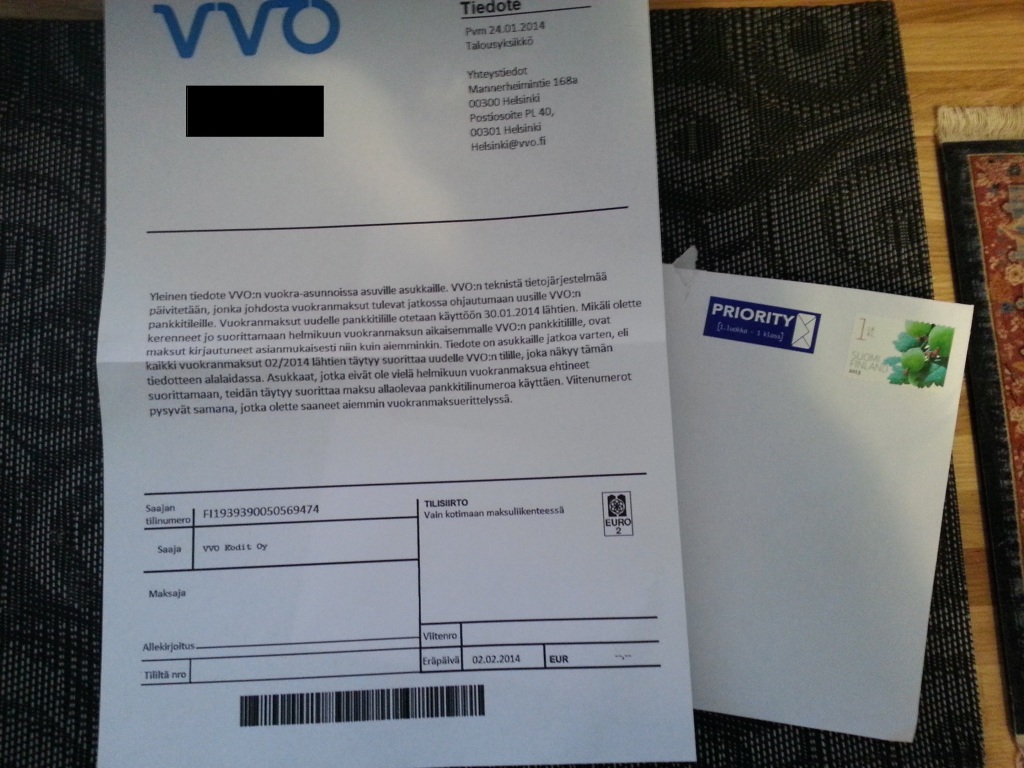 VVO
Tiedote
Pvm 24.01.2014
Talousyksikkö
Yhteystiedot
Mannerheimintie 168a
00300 Helsinki
Postiosoite PL 40,
00301 Helsinki
Helsinki@vvo.fi
Yleinen tiedote VVO:n vuokra-asunnoissa asuville asukkaille. VVO:n teknistä tietojärjestelmää
päivitetään, jonka johdosta vuokranmaksut tulevat jatkossa ohjautumaan uusille VVO:n
pankkitileille. Vuokranmaksut uudelle pankkitilille otetaan käyttöön 30.01.2014 lähtien. Mikäli olette
kerenneet jo suorittamaan helmikuun vuokranmaksun aikaisemmalle VVO:n pankkitilille, ovat
maksut kirjautuneet asianmukaisesti niin kuin aiemminkin. Tiedote on asukkaille jatkoa varten, eli
kaikki vuokranmaksut 02/2014 lähtien täytyy suorittaa uudelle VVO:n tilille, joka näkyy tämän
tiedotteen alalaidassa. Asukkaat, jotka eivät ole vielä helmikuun vuokranmaksua ehtineet
suorittamaan, teidän täytyy suorittaa maksu allaolevaa pankkitilinumeroa käyttäen. Viitenumerot
pysyvät samana, jotka olette saaneet aiemmin vuokranmaksuerittelyssä.
Saajan
tilinumero
FI1939390050569474
Saaja
VVO Kodit Oy
Maksaja
Allekirjoitus
Tililtä nro
TILISIIRTO
Vain kotimaan maksuliikenteessä
EURO
2
Viitenro
Eräpäivä 02.02.2014 EUR --,--
PRIORITY
[1.luokka - 1 klass]
1
SUOMI
FINLAND
2013